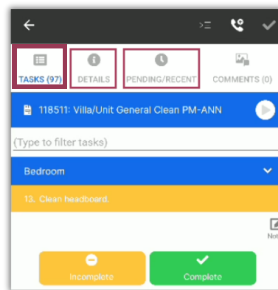 TASKS (97) DETAILS PENDING/RECENT COMMENTS (0)
118511: Villa/Unit General Clean PM-ANN
(Type to filter tasks)
Bedroom
13. Clean headboard.
Incomplete Complete